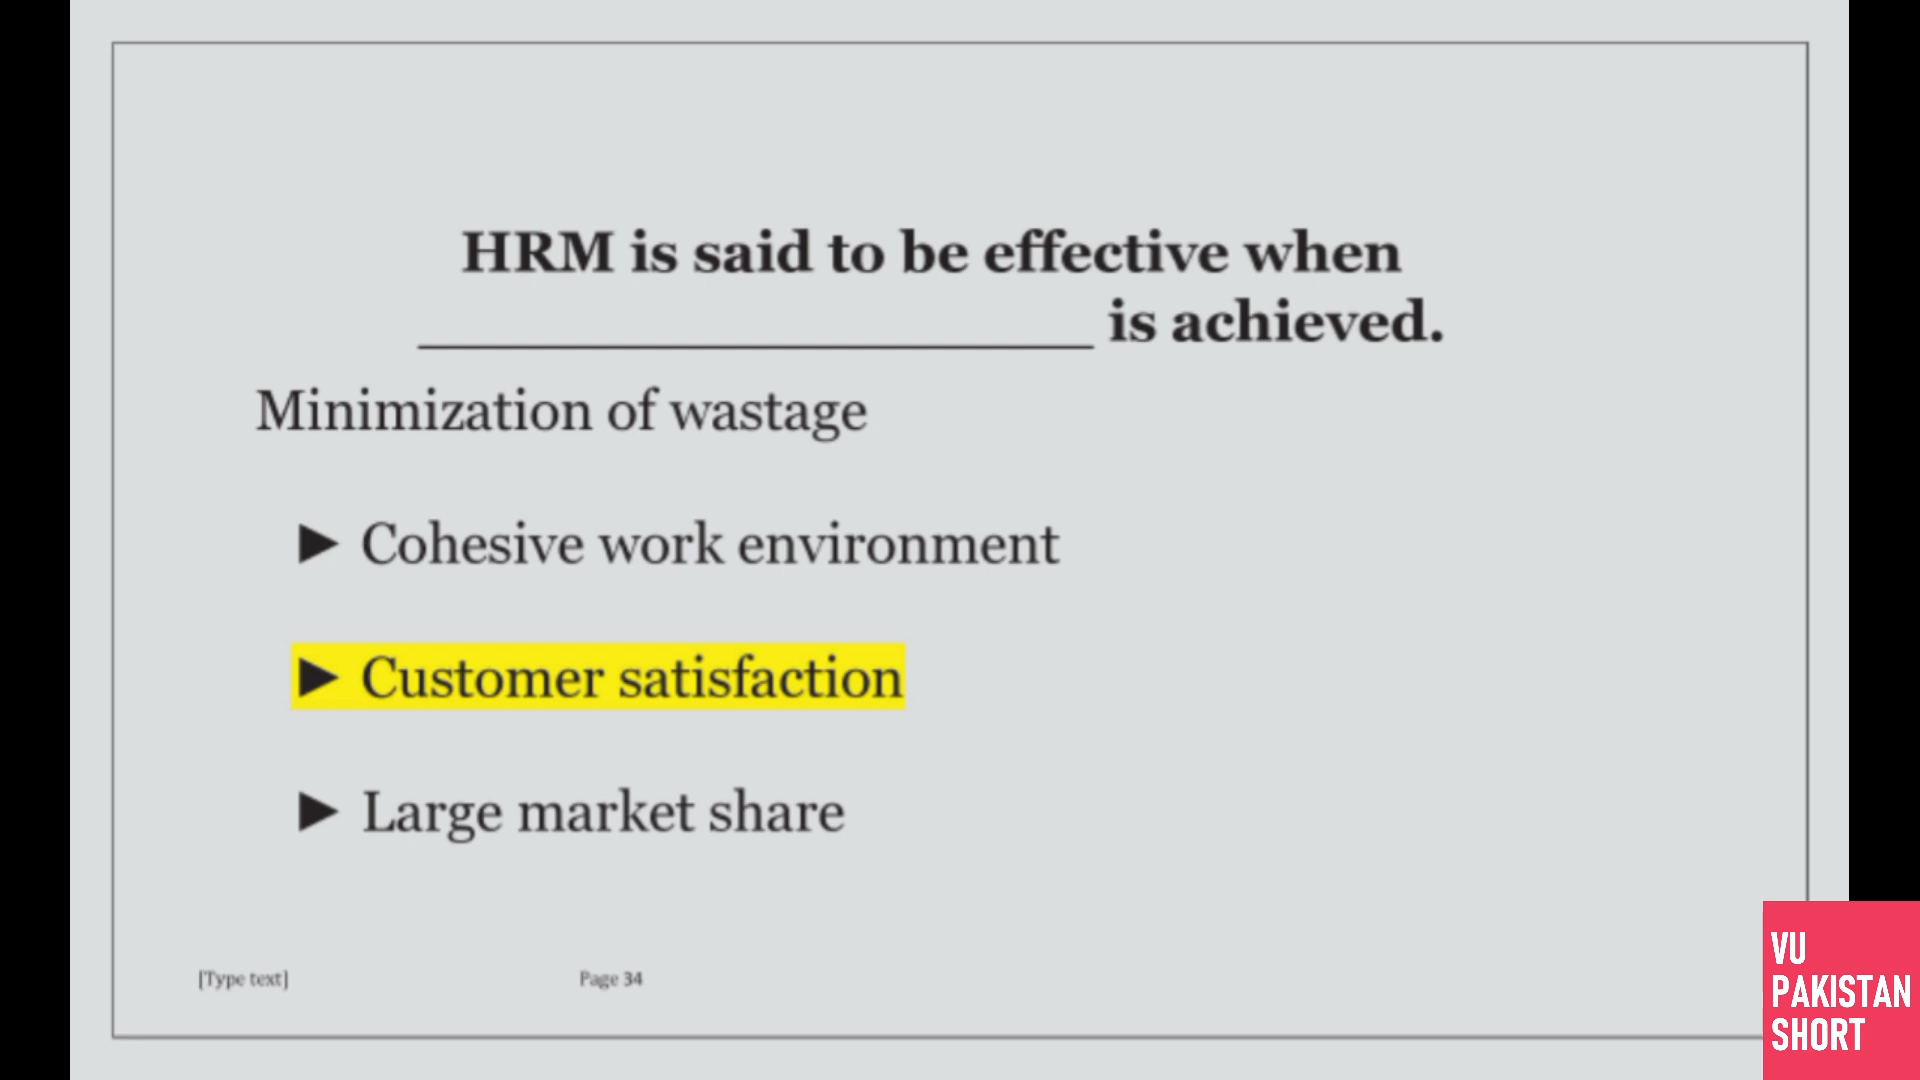 HRM is said to be effective when
_________________________ is achieved.
Minimization of wastage
► Cohesive work environment
► Customer satisfaction
► Large market share
[Type text] Page 34
VU
PAKISTAN
SHORT